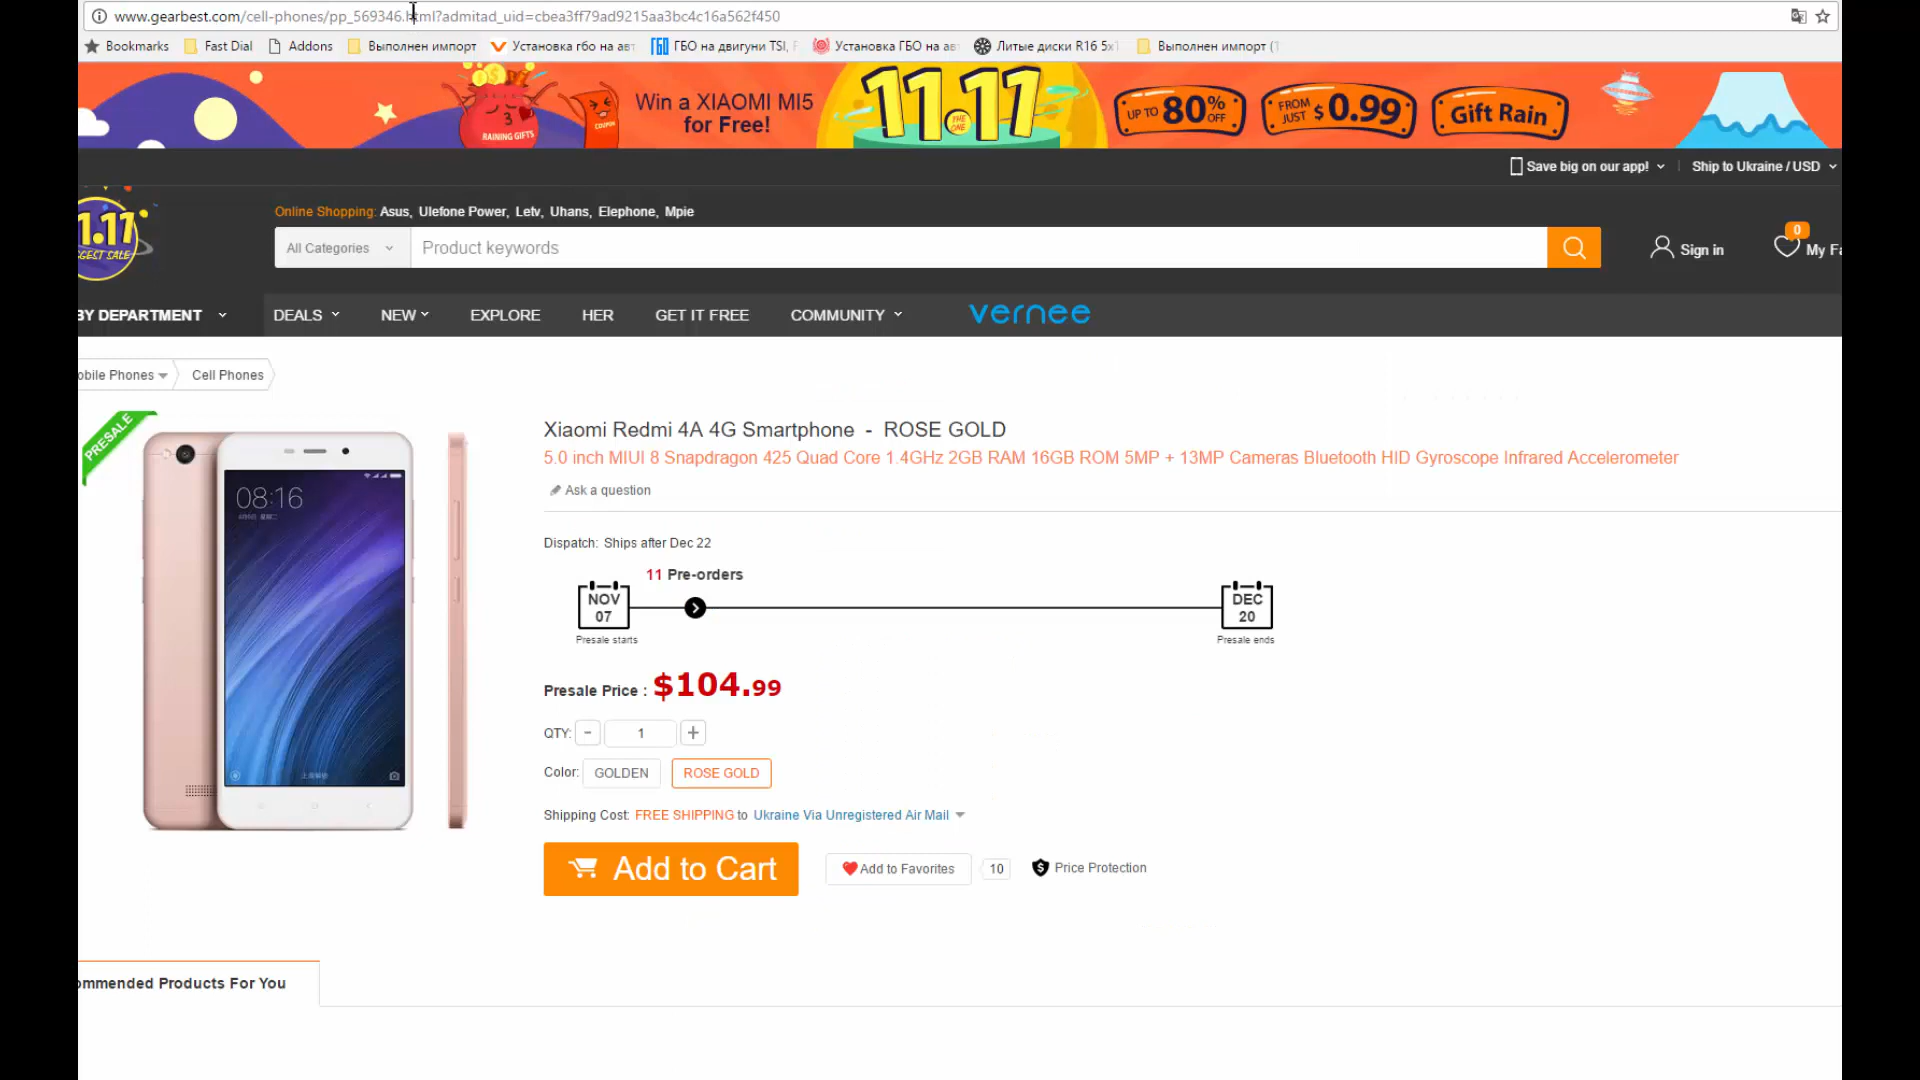 www.gearbest.com/cell-phones/pp_569346.html?admitad_uid=cbea3ff79ad9215aa3bc4c16a562f450
Bookmarks Fast Dial Addons Выполнен импорт Установка гбо на авт ГБО на двигуни TSI, F Установка ГБО на ав Литые диски R16 5x1 Выполнен импорт (1
RAINING GIFTS
COUPON
Win a XIAOMI MI5
for Free!
11.11
THE ONE
UP TO 80% OFF
FROM JUST $0.99
Gift Rain
Save big on our app! Ship to Ukraine / USD
1.11
GEST SALE
Online Shopping: Asus, Ulefone Power, Letv, Uhans, Elephone, Mpie
All Categories Product keywords
Sign in
0
My Fa
BY DEPARTMENT DEALS NEW EXPLORE HER GET IT FREE COMMUNITY vernee
obile Phones Cell Phones
PRESALE
08:16
Xiaomi Redmi 4A 4G Smartphone - ROSE GOLD
5.0 inch MIUI 8 Snapdragon 425 Quad Core 1.4GHz 2GB RAM 16GB ROM 5MP + 13MP Cameras Bluetooth HID Gyroscope Infrared Accelerometer
Ask a question
Dispatch: Ships after Dec 22
11 Pre-orders
NOV
07
Presale starts
DEC
20
Presale ends
Presale Price : $104.99
QTY: - 1 +
Color: GOLDEN ROSE GOLD
Shipping Cost: FREE SHIPPING to Ukraine Via Unregistered Air Mail
Add to Cart Add to Favorites 10 Price Protection
ommended Products For You